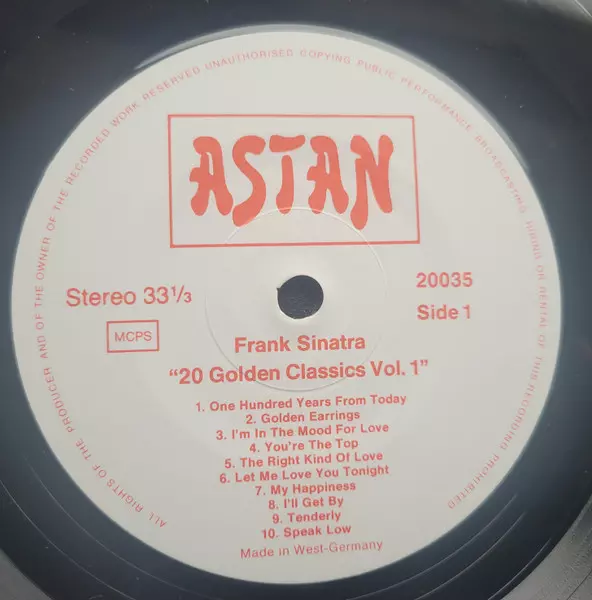 ALL RIGHTS OF THE PRODUCER AND OF THE OWNER OF THE RECORDED WORK RESERVED UNAUTHORISED COPYING PUBLIC PERFORMANCE BROADCASTING HIRING OR RENTAL OF THIS RECORDING PROHIBITED
ASTAN
Stereo 33⅓
20035
MCPS
Side 1
Frank Sinatra
"20 Golden Classics Vol. 1"
1. One Hundred Years From Today
2. Golden Earrings
3. I'm In The Mood For Love
4. You're The Top
5. The Right Kind Of Love
6. Let Me Love You Tonight
7. My Happiness
8. I'll Get By
9. Tenderly
10. Speak Low
Made in West-Germany